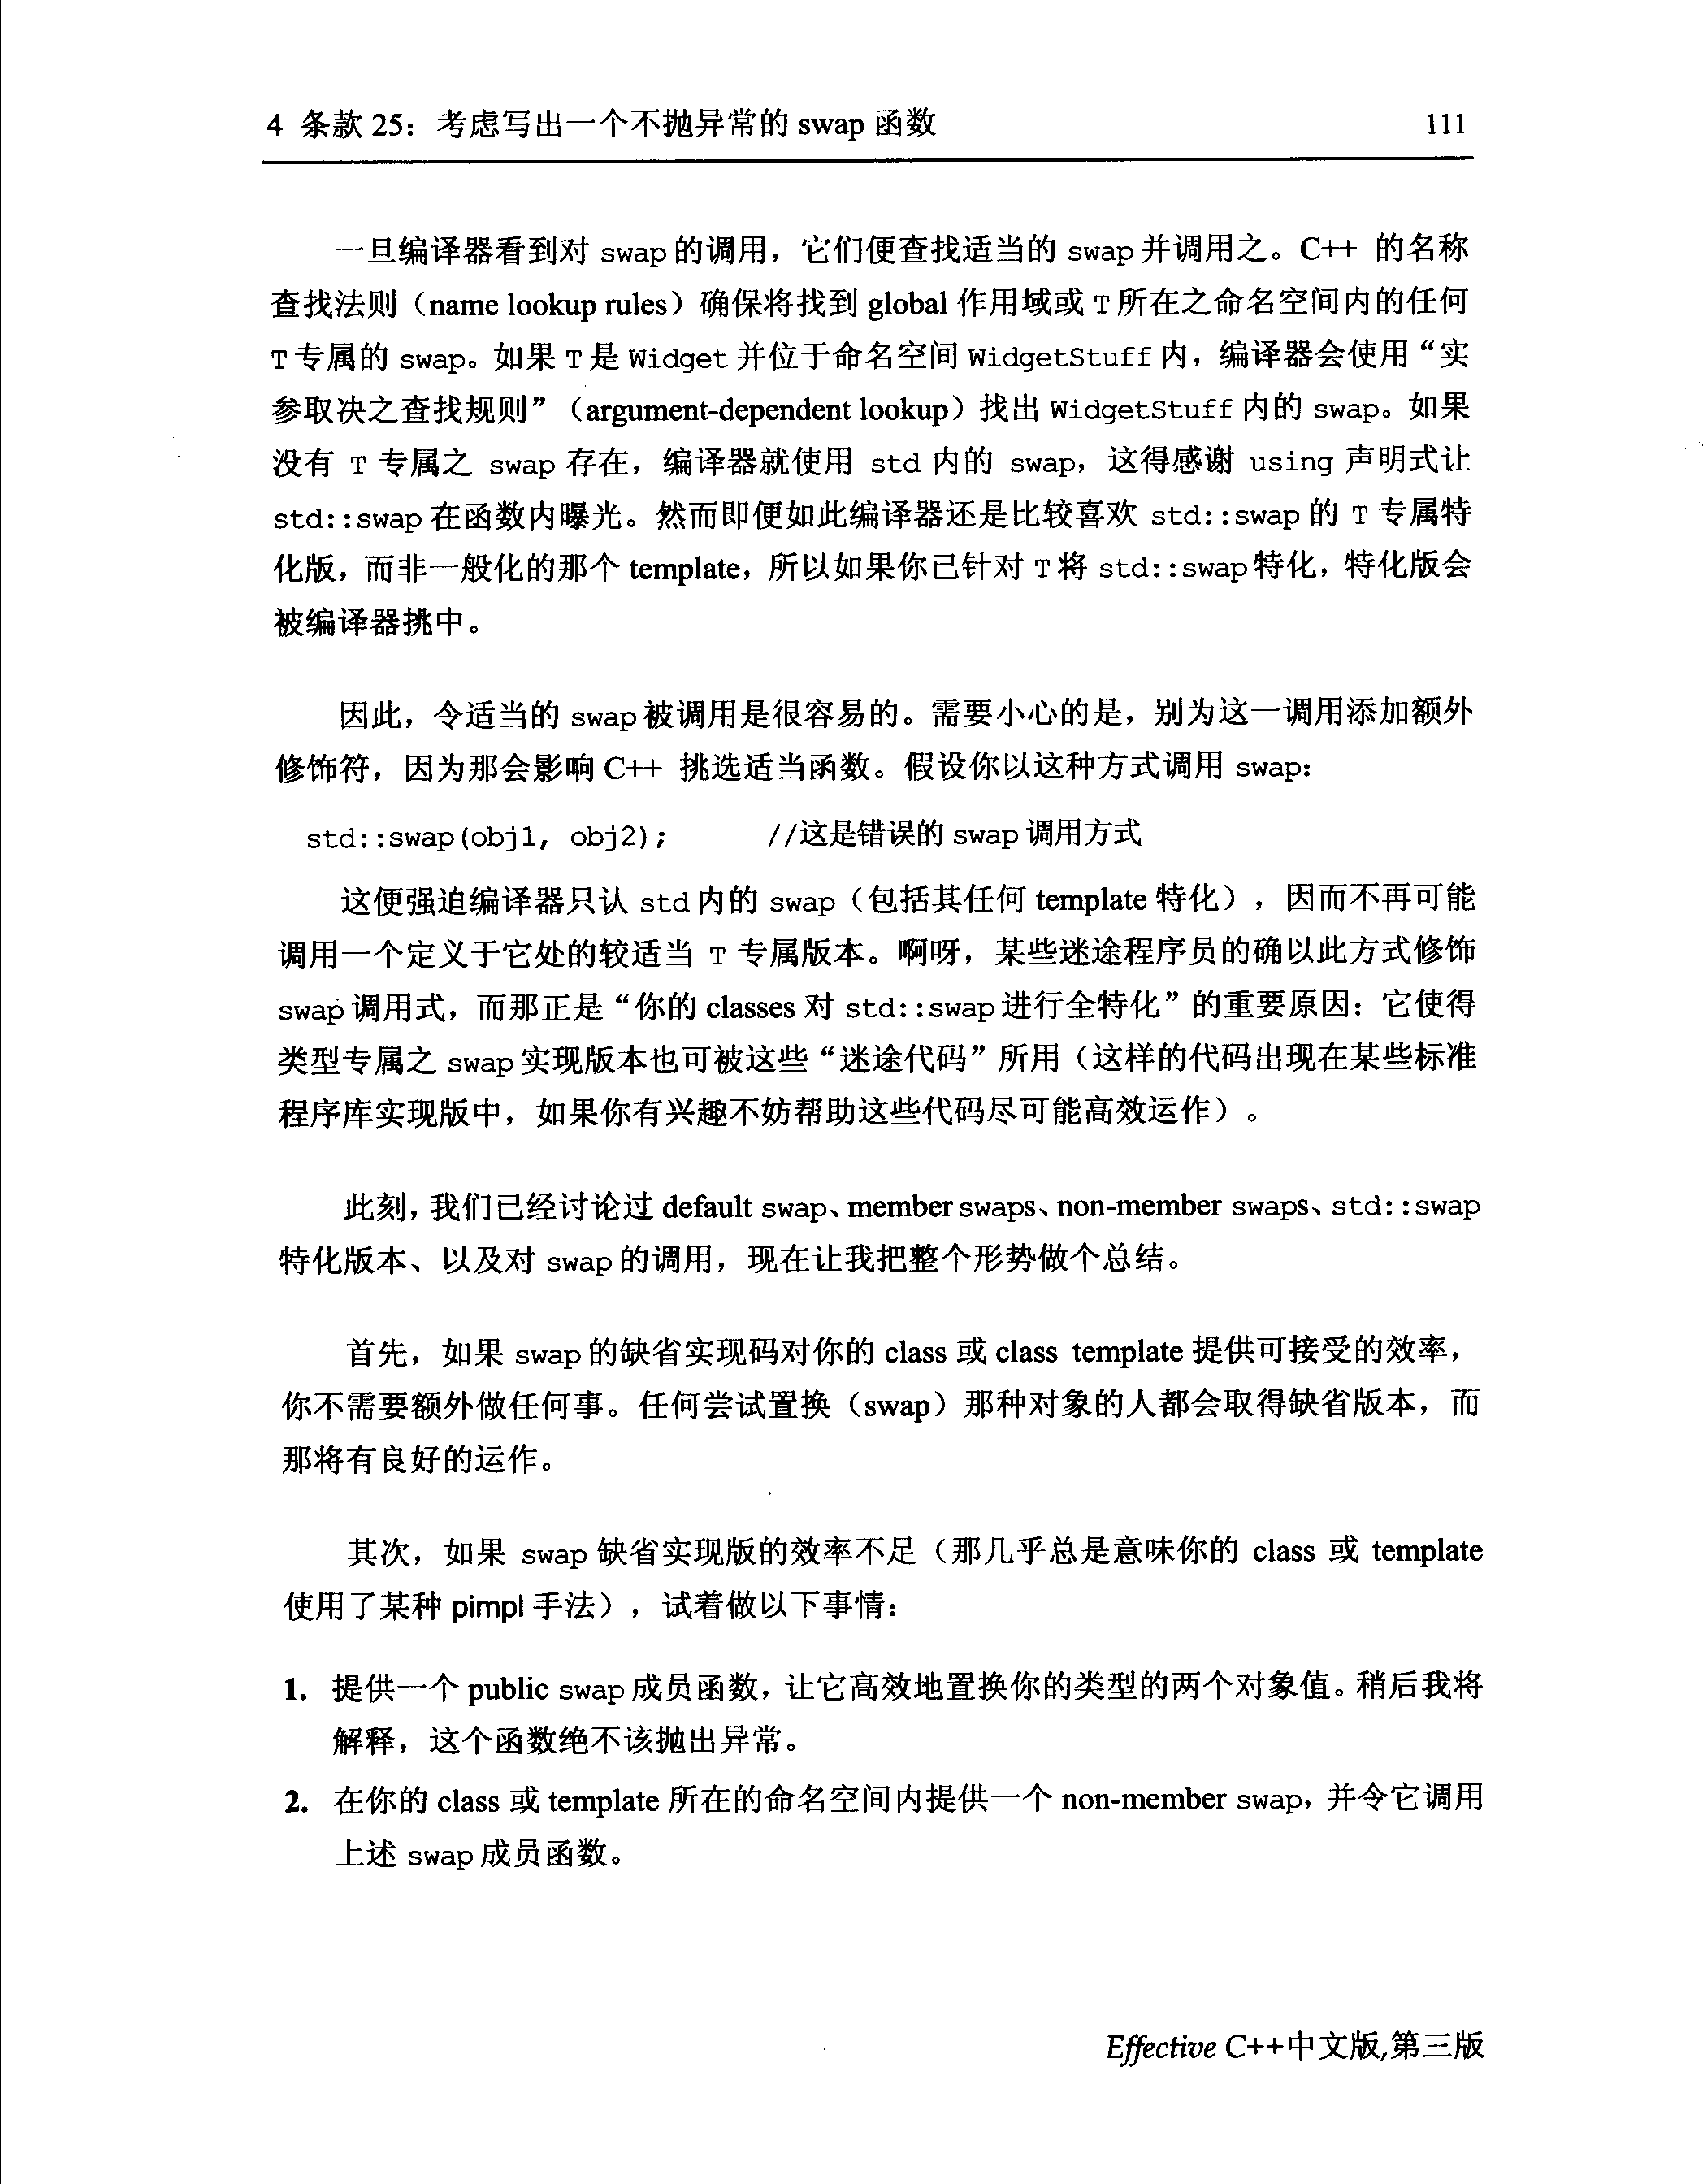 4 条款 25：考虑写出一个不抛异常的 swap 函数 111
一旦编译器看到对 swap 的调用，它们便查找适当的 swap 并调用之。C++ 的名称
查找法则（name lookup rules）确保将找到 global 作用域或 T 所在之命名空间内的任何
T 专属的 swap。如果 T 是 Widget 并位于命名空间 WidgetStuff 内，编译器会使用“实
参取决之查找规则”（argument-dependent lookup）找出 WidgetStuff 内的 swap。如果
没有 T 专属之 swap 存在，编译器就使用 std 内的 swap，这得感谢 using 声明式让
std::swap 在函数内曝光。然而即便如此编译器还是比较喜欢 std::swap 的 T 专属特
化版，而非一般化的那个 template，所以如果你已针对 T 将 std::swap 特化，特化版会
被编译器挑中。
因此，令适当的 swap 被调用是很容易的。需要小心的是，别为这一调用添加额外
修饰符，因为那会影响 C++ 挑选适当函数。假设你以这种方式调用 swap：
std::swap(obj1, obj2); //这是错误的 swap 调用方式
这便强迫编译器只认 std 内的 swap（包括其任何 template 特化），因而不再可能
调用一个定义于它处的较适当 T 专属版本。啊呀，某些迷途程序员的确以此方式修饰
swap 调用式，而那正是“你的 classes 对 std::swap 进行全特化”的重要原因：它使得
类型专属之 swap 实现版本也可被这些“迷途代码”所用（这样的代码出现在某些标准
程序库实现版中，如果你有兴趣不妨帮助这些代码尽可能高效运作）。
此刻，我们已经讨论过 default swap、member swaps、non-member swaps、std::swap
特化版本、以及对 swap 的调用，现在让我把整个形势做个总结。
首先，如果 swap 的缺省实现码对你的 class 或 class template 提供可接受的效率，
你不需要额外做任何事。任何尝试置换（swap）那种对象的人都会取得缺省版本，而
那将有良好的运作。
其次，如果 swap 缺省实现版的效率不足（那几乎总是意味你的 class 或 template
使用了某种 pimpl 手法），试着做以下事情：
1. 提供一个 public swap 成员函数，让它高效地置换你的类型的两个对象值。稍后我将
解释，这个函数绝不该抛出异常。
2. 在你的 class 或 template 所在的命名空间内提供一个 non-member swap，并令它调用
上述 swap 成员函数。
Effective C++中文版,第三版